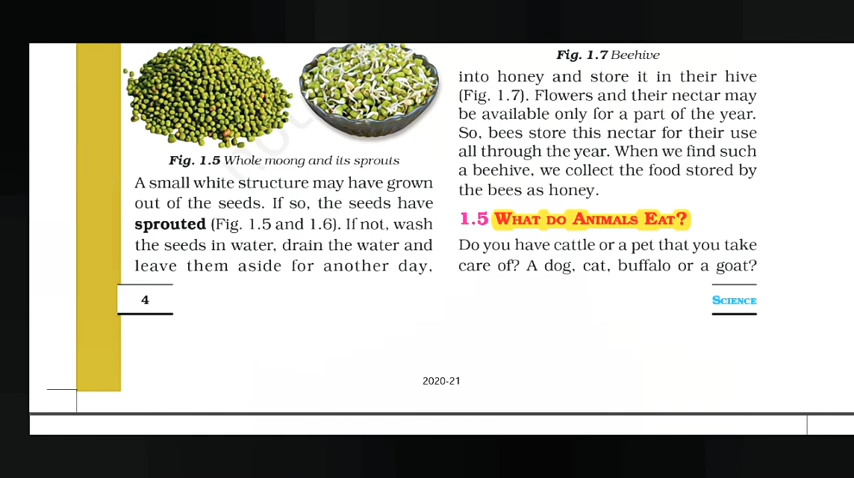 Fig. 1.5 Whole moong and its sprouts
A small white structure may have grown
out of the seeds. If so, the seeds have
sprouted (Fig. 1.5 and 1.6). If not, wash
the seeds in water, drain the water and
leave them aside for another day,
4
Fig. 1.7 Beehive
into honey and store it in their hive
(Fig. 1.7). Flowers and their nectar may
be available only for a part of the year.
So, bees store this nectar for their use
all through the year. When we find such
a beehive, we collect the food stored by
the bees as honey.
1.5 WHAT DO ANIMALS EAT?
Do you have cattle or a pet that you take
care of? A dog, cat, buffalo or a goat?
SCIENCE
2020-21